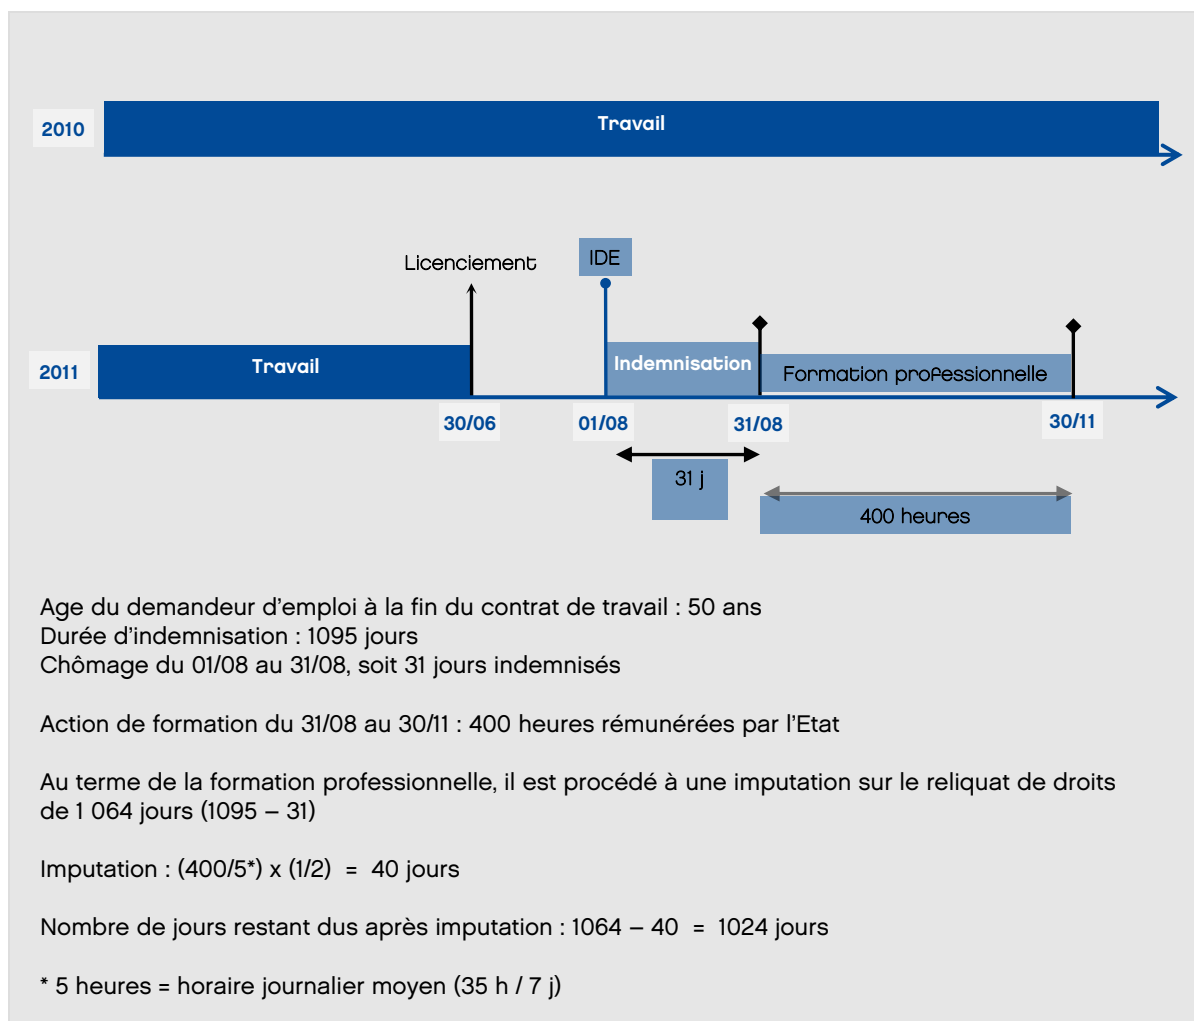 2010
Travail
Licenciement
IDE
2011
Travail
Indemnisation
Formation professionnelle
30/06
01/08
31/08
30/11
31 j
400 heures
Age du demandeur d’emploi à la fin du contrat de travail : 50 ans
Durée d’indemnisation : 1095 jours
Chômage du 01/08 au 31/08, soit 31 jours indemnisés
Action de formation du 31/08 au 30/11 : 400 heures rémunérées par l’Etat
Au terme de la formation professionnelle, il est procédé à une imputation sur le reliquat de droits
de 1 064 jours (1095 – 31)
Imputation : (400/5*) x (1/2) = 40 jours
Nombre de jours restant dus après imputation : 1064 – 40 = 1024 jours
* 5 heures = horaire journalier moyen (35 h / 7 j)